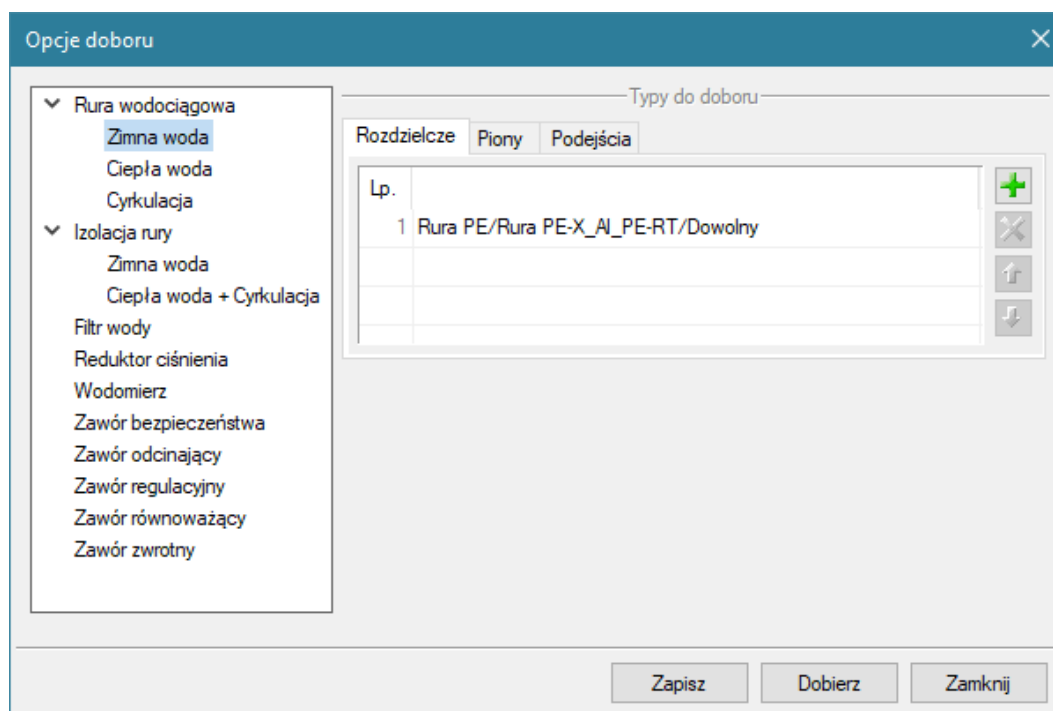 Opcje doboru
Rura wodociągowa
Zimna woda
Ciepła woda
Cyrkulacja
Izolacja rury
Zimna woda
Ciepła woda + Cyrkulacja
Filtr wody
Reduktor ciśnienia
Wodomierz
Zawór bezpieczeństwa
Zawór odcinający
Zawór regulacyjny
Zawór równoważący
Zawór zwrotny
Typy do doboru
Rozdzielcze Piony Podejścia
Lp.
1 Rura PE/Rura PE-X_Al_PE-RT/Dowolny
Zapisz Dobierz Zamknij